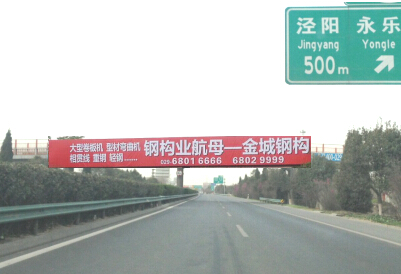 泾阳 永乐
Jingyang Yongle
500m
大型卷板机 型材弯曲机 钢构业航母—金城钢构
相贯线 重钢 轻钢…… 029-6801 6666 6802 9999